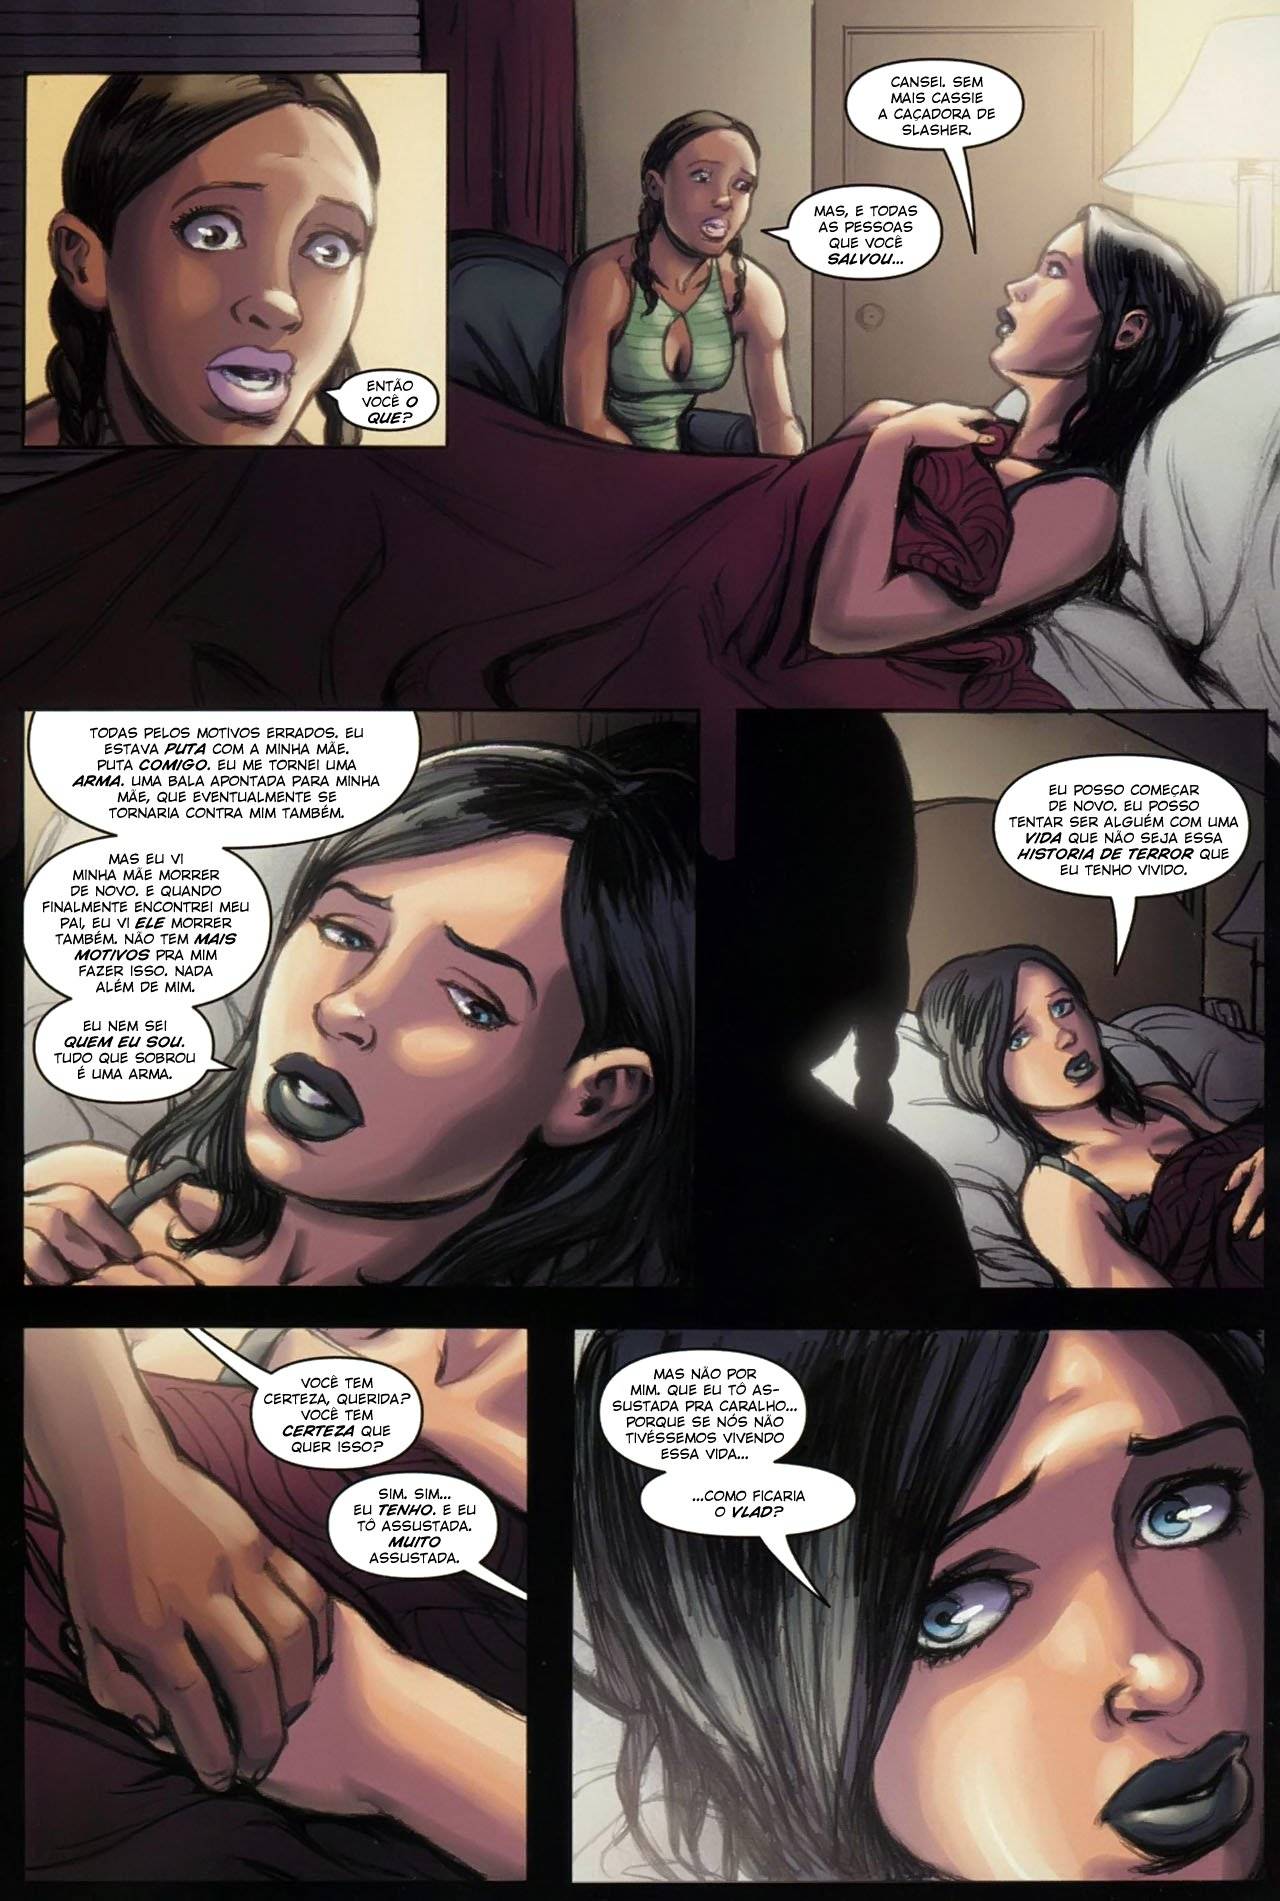 ENTÃO
VOCÊ O
QUE?
CANSEI. SEM
MAIS CASSIE
A CAÇADORA DE
SLASHER.
MAS, E TODAS
AS PESSOAS
QUE VOCÊ
SALVOU...
TODAS PELOS MOTIVOS ERRADOS. EU
ESTAVA PUTA COM A MINHA MÃE.
PUTA COMIGO. EU ME TORNEI UMA
ARMA. UMA BALA APONTADA PARA MINHA
MÃE, QUE EVENTUALMENTE SE
TORNARIA CONTRA MIM TAMBÉM.
MAS EU VI
MINHA MÃE MORRER
DE NOVO. E QUANDO
FINALMENTE ENCONTREI MEU
PAI, EU VI ELE MORRER
TAMBÉM. NÃO TEM MAIS
MOTIVOS PRA MIM
FAZER ISSO. NADA
ALÉM DE MIM.
EU NEM SEI
QUEM EU SOU.
TUDO QUE SOBROU
É UMA ARMA.
EU POSSO COMEÇAR
DE NOVO. EU POSSO
TENTAR SER ALGUÉM COM UMA
VIDA QUE NÃO SEJA ESSA
HISTORIA DE TERROR QUE
EU TENHO VIVIDO.
VOCÊ TEM
CERTEZA, QUERIDA?
VOCÊ TEM
CERTEZA QUE
QUER ISSO?
SIM. SIM...
EU TENHO. E EU
TÔ ASSUSTADA.
MUITO
ASSUSTADA.
MAS NÃO POR
MIM. QUE EU TÔ AS-
SUSTADA PRA CARALHO...
PORQUE SE NÓS NÃO
TIVÉSSEMOS VIVENDO
ESSA VIDA...
...COMO FICARIA
O VLAD?